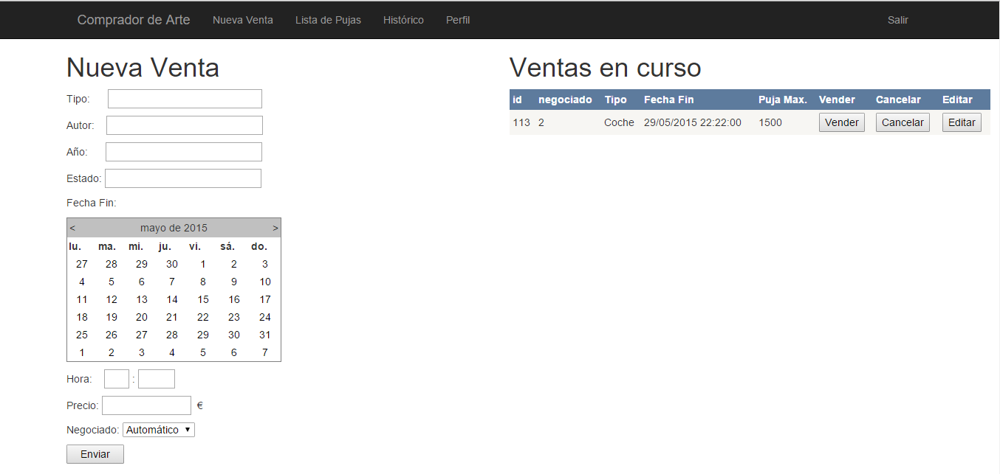 Comprador de Arte Nueva Venta Lista de Pujas Histórico Perfil Salir
Nueva Venta
Tipo:
Autor:
Año:
Estado:
Fecha Fin:
< mayo de 2015 >
lu. ma. mi. ju. vi. sá. do.
27 28 29 30 1 2 3
4 5 6 7 8 9 10
11 12 13 14 15 16 17
18 19 20 21 22 23 24
25 26 27 28 29 30 31
1 2 3 4 5 6 7
Hora: :
Precio: €
Negociado: Automático
Enviar
Ventas en curso
id negociado Tipo Fecha Fin Puja Max. Vender Cancelar Editar
113 2 Coche 29/05/2015 22:22:00 1500 Vender Cancelar Editar